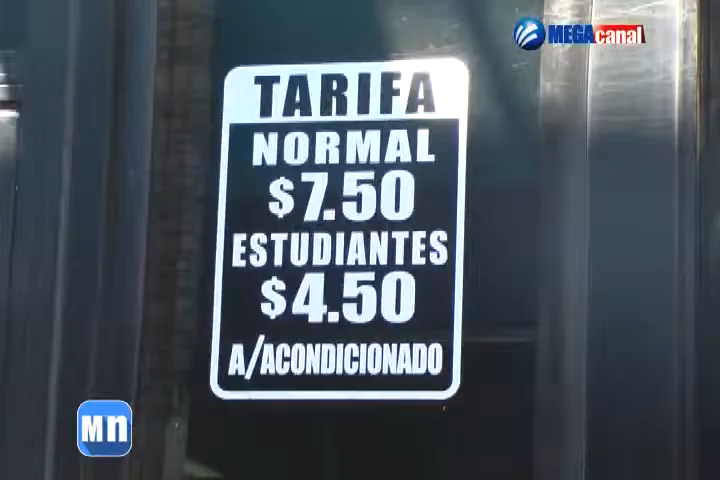 MEGAcanal
TARIFA
NORMAL
$7.50
ESTUDIANTES
$4.50
A/ACONDICIONADO
Mn